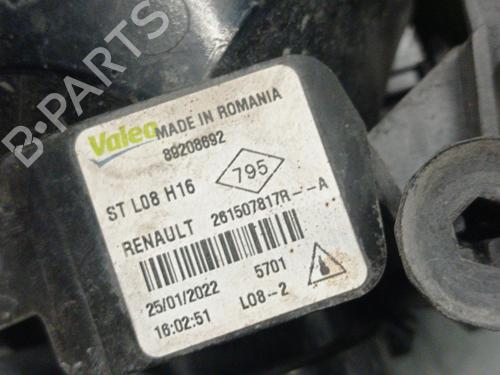 B-PARTS
Valeo MADE IN ROMANIA
89208692
ST L08 H16 795
RENAULT 261507817R--A
25/01/2022 5701
16:02:51 L08-2